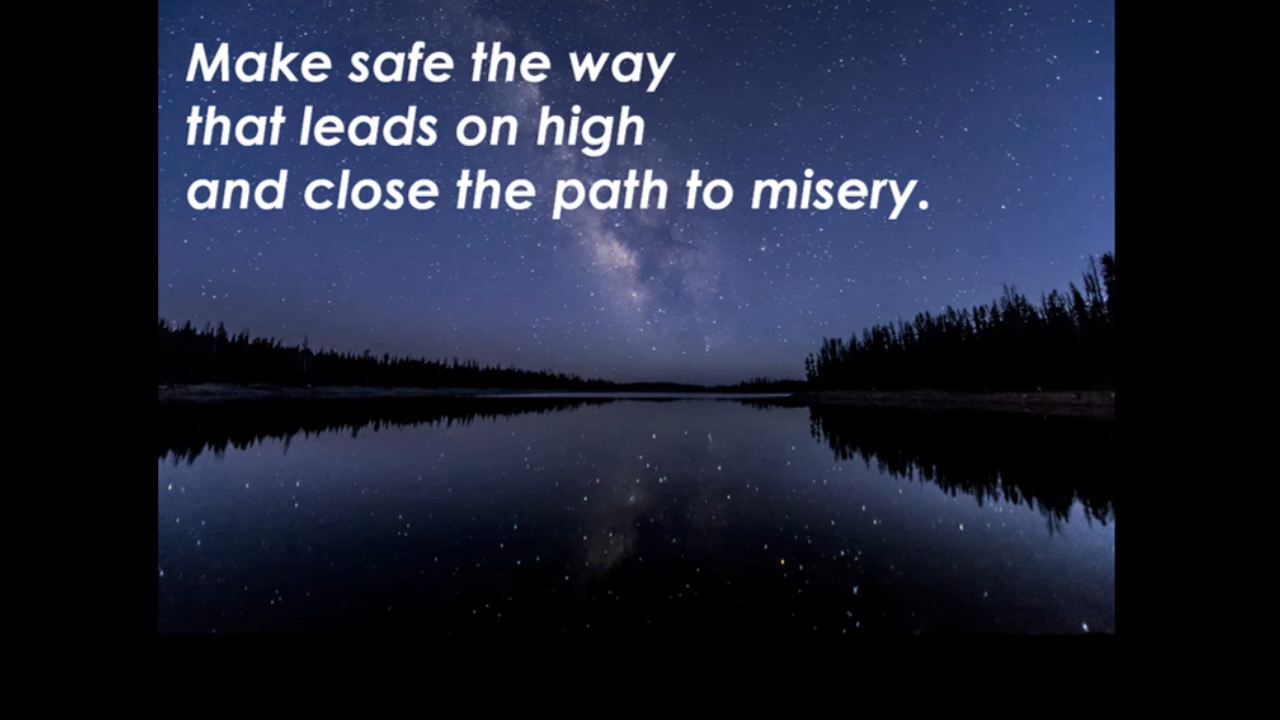 Make safe the way
that leads on high
and close the path to misery.